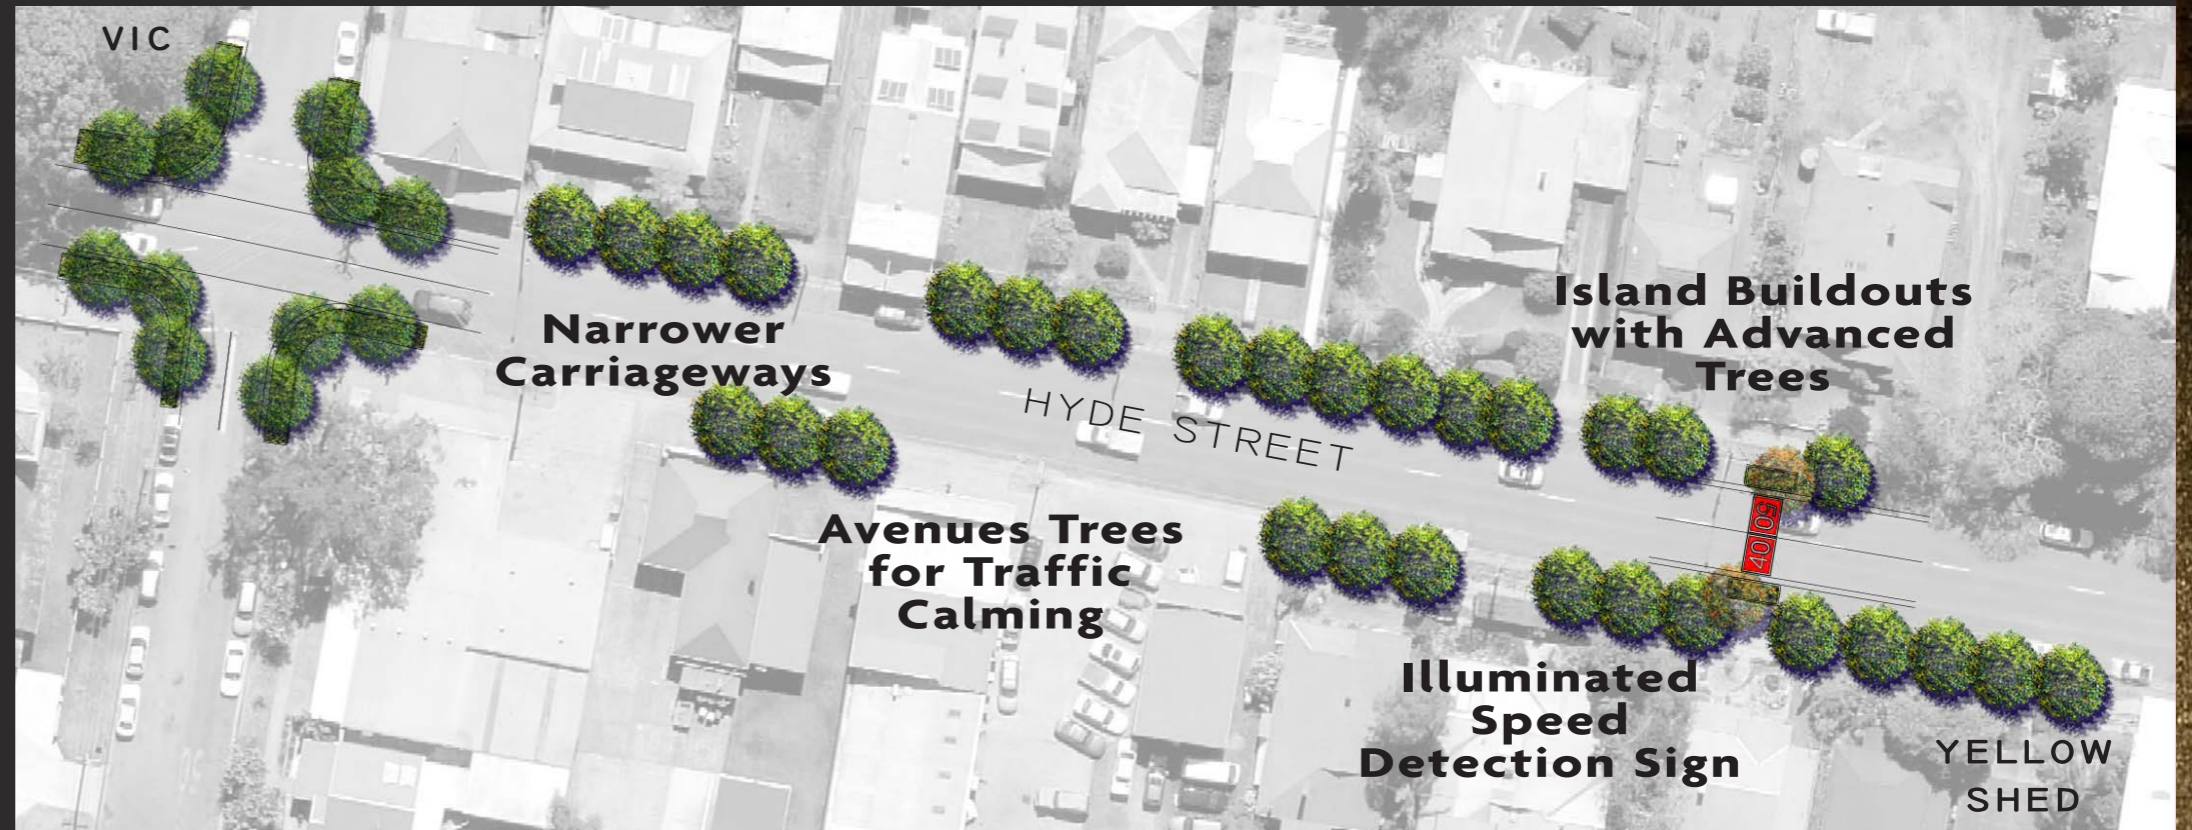 VIC
Narrower
Carriageways
HYDE STREET
Island Buildouts
with Advanced
Trees
60
40
Avenues Trees
for Traffic
Calming
Illuminated
Speed
Detection Sign
YELLOW
SHED